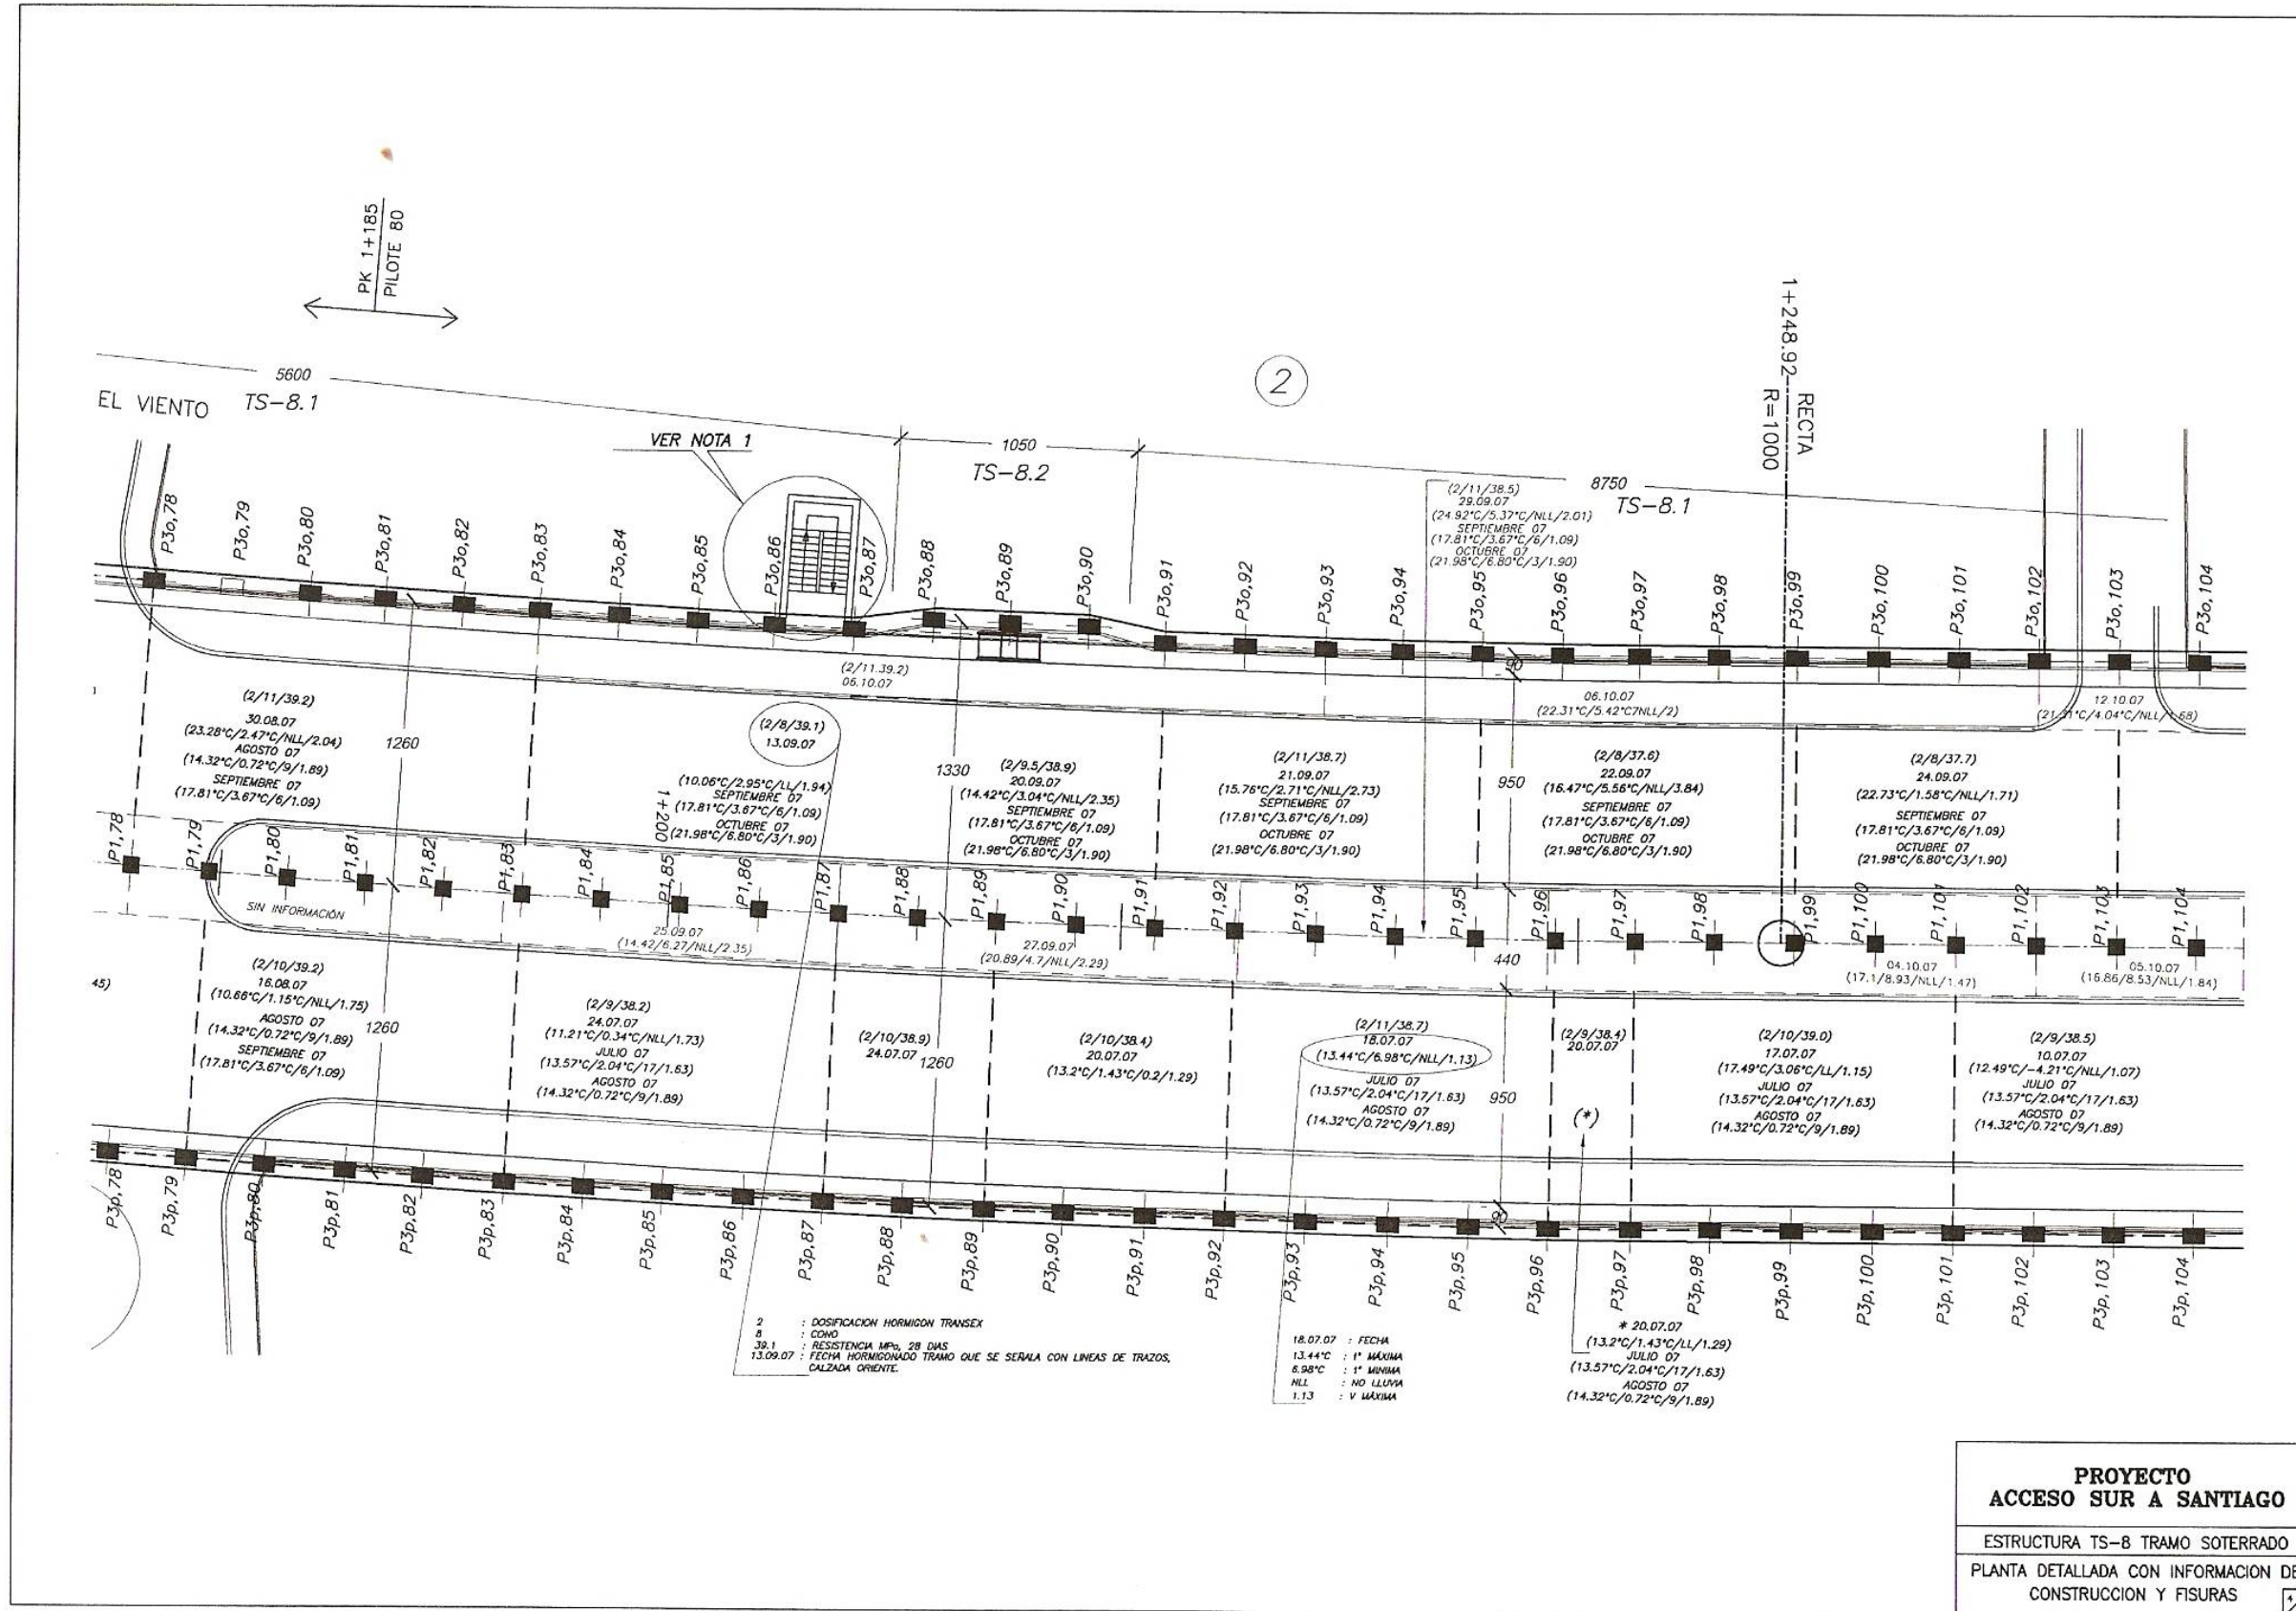 PK 1+185
PILOTE 80
5600
EL VIENTO
TS-8.1
2
VER NOTA 1
1050
TS-8.2
8750
TS-8.1
1+248.92
RECTA
R=1000
(2/11/38.5)
29.09.07
(24.92°C/5.37°C/NLL/2.01)
SEPTIEMBRE 07
(17.81°C/3.67°C/6/1.09)
OCTUBRE 07
(21.98°C/6.80°C/3/1.90)
P3o,78
P3o,79
P3o,80
P3o,81
P3o,82
P3o,83
P3o,84
P3o,85
P3o,86
P3o,87
P3o,88
P3o,89
P3o,90
P3o,91
P3o,92
P3o,93
P3o,94
P3o,95
P3o,96
P3o,97
P3o,98
P3o,99
P3o,100
P3o,101
P3o,102
P3o,103
P3o,104
(2/11.39.2)
06.10.07
90
06.10.07
(22.31°C/5.42°C7NLL/2)
12.10.07
(2/11/39.2)
30.08.07
(23.28°C/2.47°C/NLL/2.04)
AGOSTO 07
(14.32°C/0.72°C/9/1.89)
SEPTIEMBRE 07
(17.81°C/3.67°C/6/1.09)
1260
(2/8/39.1)
13.09.07
(10.06°C/2.95°C/LL/1.94)
SEPTIEMBRE 07
(17.81°C/3.67°C/6/1.09)
OCTUBRE 07
(21.98°C/6.80°C/3/1.90)
1+200
1330
(2/9.5/38.9)
20.09.07
(14.42°C/3.04°C/NLL/2.35)
SEPTIEMBRE 07
(17.81°C/3.67°C/6/1.09)
OCTUBRE 07
(21.98°C/6.80°C/3/1.90)
(2/11/38.7)
21.09.07
(15.76°C/2.71°C/NLL/2.73)
SEPTIEMBRE 07
(17.81°C/3.67°C/6/1.09)
OCTUBRE 07
(21.98°C/6.80°C/3/1.90)
950
(2/8/37.6)
22.09.07
(16.47°C/5.56°C/NLL/3.84)
SEPTIEMBRE 07
(17.81°C/3.67°C/6/1.09)
OCTUBRE 07
(21.98°C/6.80°C/3/1.90)
(2/8/37.7)
24.09.07
(22.73°C/1.58°C/NLL/1.71)
SEPTIEMBRE 07
(17.81°C/3.67°C/6/1.09)
OCTUBRE 07
(21.98°C/6.80°C/3/1.90)
P1,78
P1,79
P1,80
P1,81
P1,82
P1,83
P1,84
P1,85
P1,86
P1,87
P1,88
P1,89
P1,90
P1,91
P1,92
P1,93
P1,94
P1,95
P1,96
P1,97
P1,98
P1,99
P1,100
P1,101
P1,102
P1,103
P1,104
SIN INFORMACIÓN
25.09.07
(14.42/6.27/NLL/2.35)
27.09.07
(20.89/4.7/NLL/2.29)
440
04.10.07
(17.1/8.93/NLL/1.47)
05.10.07
(16.86/8.53/NLL/1.84)
45)
(2/10/39.2)
16.08.07
(10.66°C/1.15°C/NLL/1.75)
AGOSTO 07
(14.32°C/0.72°C/9/1.89)
SEPTIEMBRE 07
(17.81°C/3.67°C/6/1.09)
1260
(2/9/38.2)
24.07.07
(11.21°C/0.34°C/NLL/1.73)
JULIO 07
(13.57°C/2.04°C/17/1.63)
AGOSTO 07
(14.32°C/0.72°C/9/1.89)
(2/10/38.9)
24.07.07
1260
(2/10/38.4)
20.07.07
(13.2°C/1.43°C/0.2/1.29)
(2/11/38.7)
18.07.07
(13.44°C/6.98°C/NLL/1.13)
JULIO 07
(13.57°C/2.04°C/17/1.63)
AGOSTO 07
(14.32°C/0.72°C/9/1.89)
950
(2/9/38.4)
20.07.07
(*)
(2/10/39.0)
17.07.07
(17.49°C/3.06°C/LL/1.15)
JULIO 07
(13.57°C/2.04°C/17/1.63)
AGOSTO 07
(14.32°C/0.72°C/9/1.89)
(2/9/38.5)
10.07.07
(12.49°C/-4.21°C/NLL/1.07)
JULIO 07
(13.57°C/2.04°C/17/1.63)
AGOSTO 07
(14.32°C/0.72°C/9/1.89)
90
P3p,78
P3p,79
P3p,80
P3p,81
P3p,82
P3p,83
P3p,84
P3p,85
P3p,86
P3p,87
P3p,88
P3p,89
P3p,90
P3p,91
P3p,92
P3p,93
P3p,94
P3p,95
P3p,96
P3p,97
P3p,98
P3p,99
P3p,100
P3p,101
P3p,102
P3p,103
P3p,104
2 : DOSIFICACION HORMIGON TRANSEX
8 : CONO
39.1 : RESISTENCIA MPa, 28 DIAS
13.09.07 : FECHA HORMIGONADO TRAMO QUE SE SEÑALA CON LINEAS DE TRAZOS,
CALZADA ORIENTE.
18.07.07 : FECHA
13.44°C : t° MÁXIMA
6.98°C : t° MINIMA
NLL : NO LLUVIA
1.13 : V MÁXIMA
* 20.07.07
(13.2°C/1.43°C/LL/1.29)
JULIO 07
(13.57°C/2.04°C/17/1.63)
AGOSTO 07
(14.32°C/0.72°C/9/1.89)
PROYECTO
ACCESO SUR A SANTIAGO
ESTRUCTURA TS-8 TRAMO SOTERRADO
PLANTA DETALLADA CON INFORMACION DE
CONSTRUCCION Y FISURAS